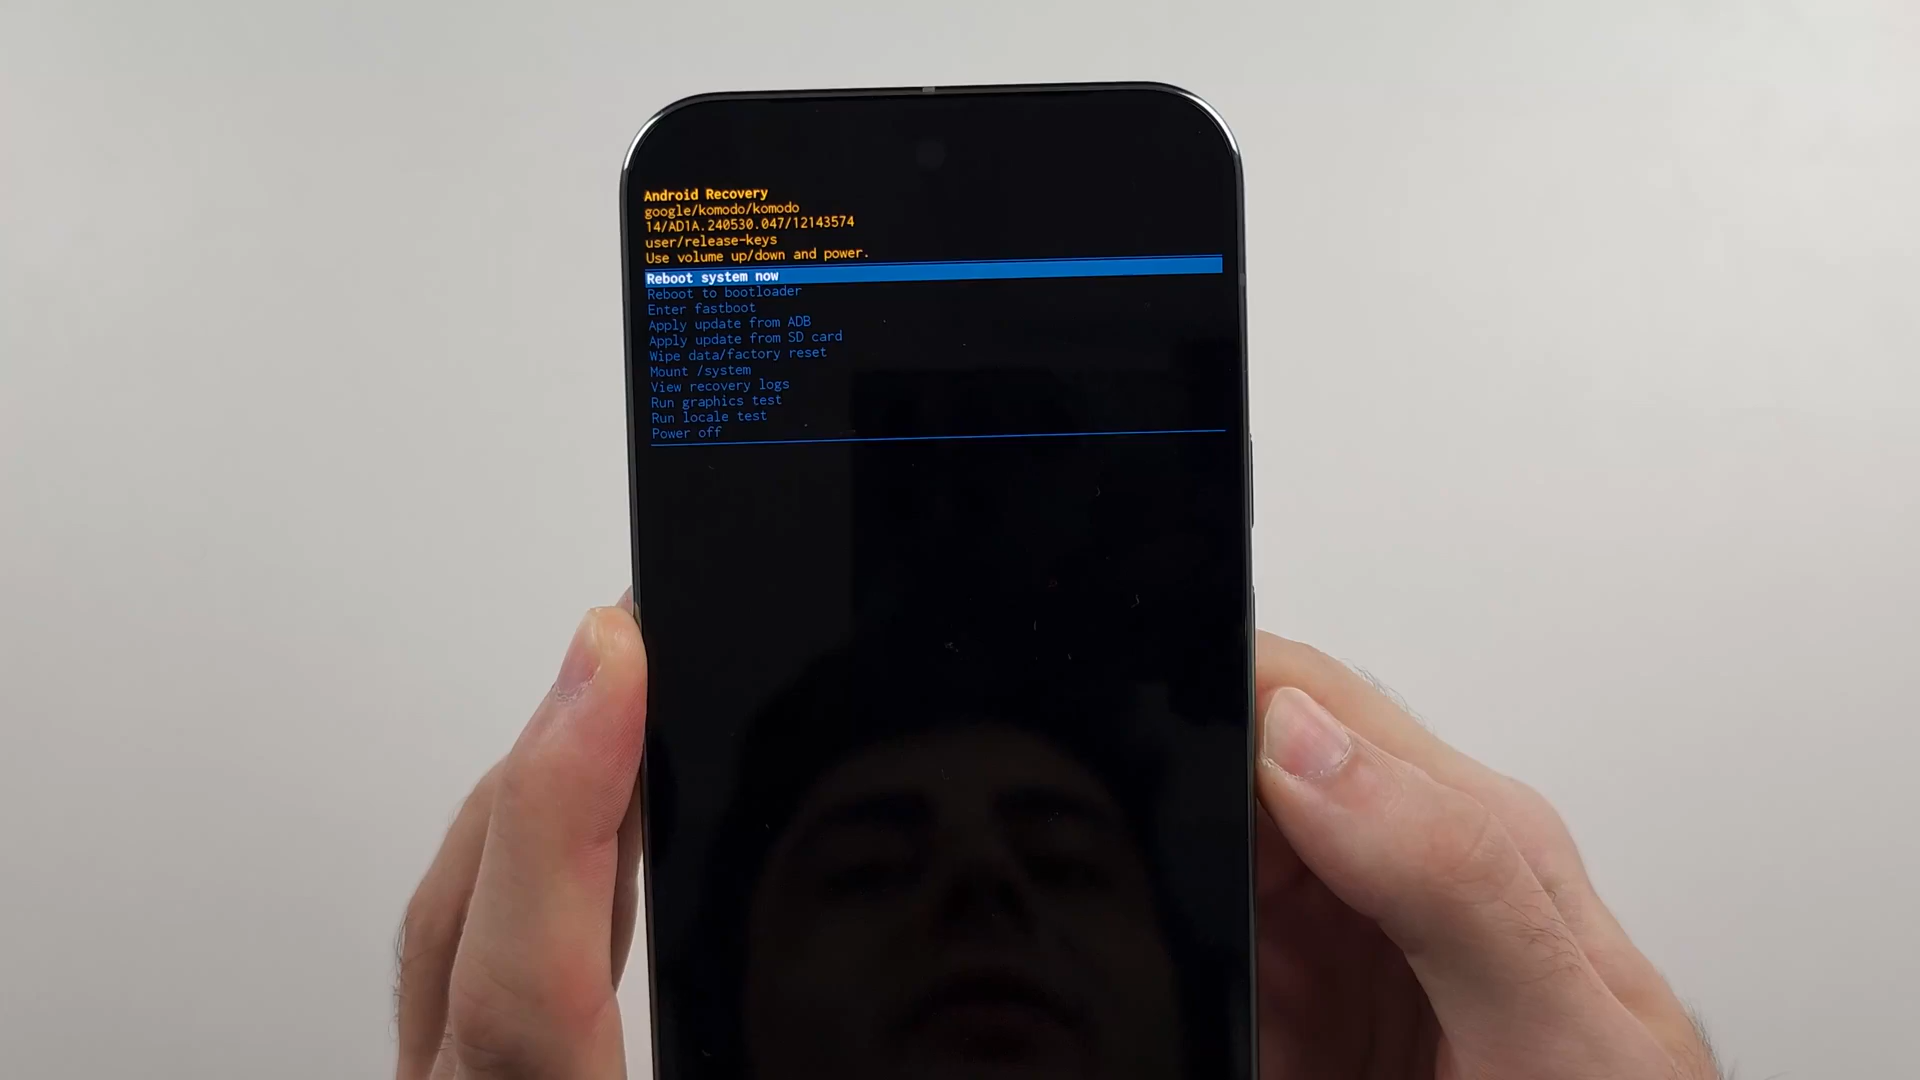 Android Recovery
google/komodo/komodo
14/AD1A.240530.047/12143574
user/release-keys
Use volume up/down and power.
Reboot system now
Reboot to bootloader
Enter fastboot
Apply update from ADB
Apply update from SD card
Wipe data/factory reset
Mount /system
View recovery logs
Run graphics test
Run locale test
Power off